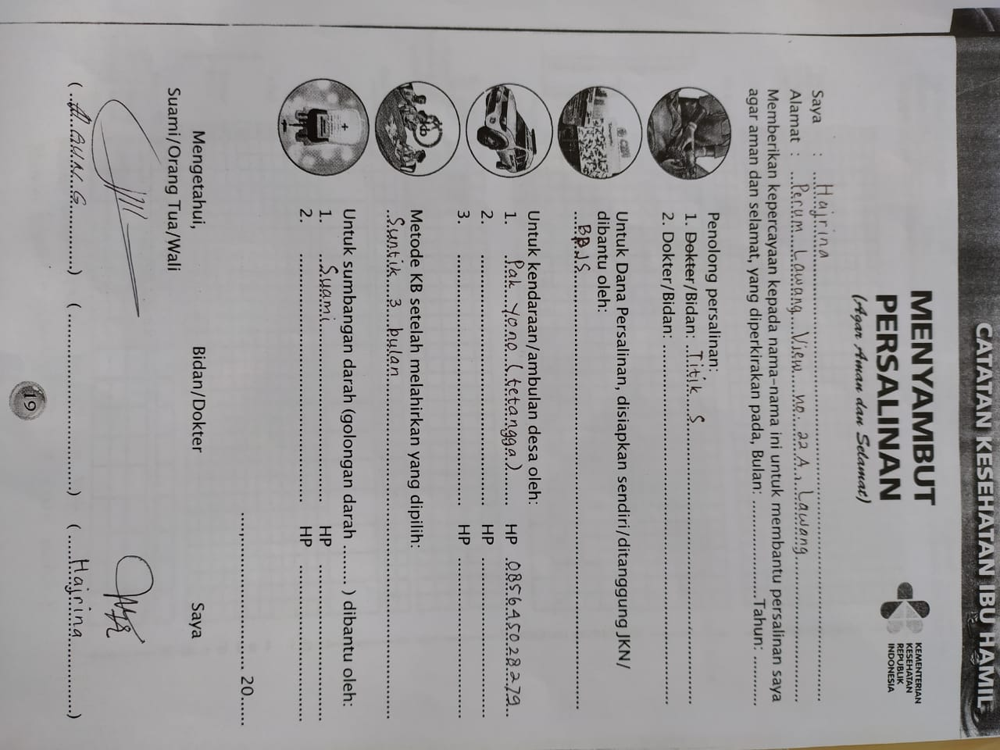 CATATAN KESEHATAN IBU HAMIL
MENYAMBUT
PERSALINAN
(Agar Aman dan Selamat)
KEMENTERIAN
KESEHATAN
REPUBLIK
INDONESIA
Saya : Hajrina
Alamat : Perum Lawang View no. 22 A, Lawang
Memberikan kepercayaan kepada nama-nama ini untuk membantu persalinan saya
agar aman dan selamat, yang diperkirakan pada, Bulan: .................... Tahun: ..........
Penolong persalinan:
1. Dokter/Bidan: Titik S
2. Dokter/Bidan: ....................
Untuk Dana Persalinan, disiapkan sendiri/ditanggung JKN/
dibantu oleh:
BPJS
Untuk kendaraan/ambulan desa oleh:
1. Pak Yono (tetangga) HP 085645028279
2. .................... HP ....................
3. .................... HP ....................
Metode KB setelah melahirkan yang dipilih:
Suntik 3 bulan
Untuk sumbangan darah (golongan darah ........ ) dibantu oleh:
1. Suami HP ....................
2. .................... HP ....................
...., .................... 20.....
Mengetahui,
Suami/Orang Tua/Wali Bidan/Dokter Saya
(....................) (....................) (Hajrina)
19